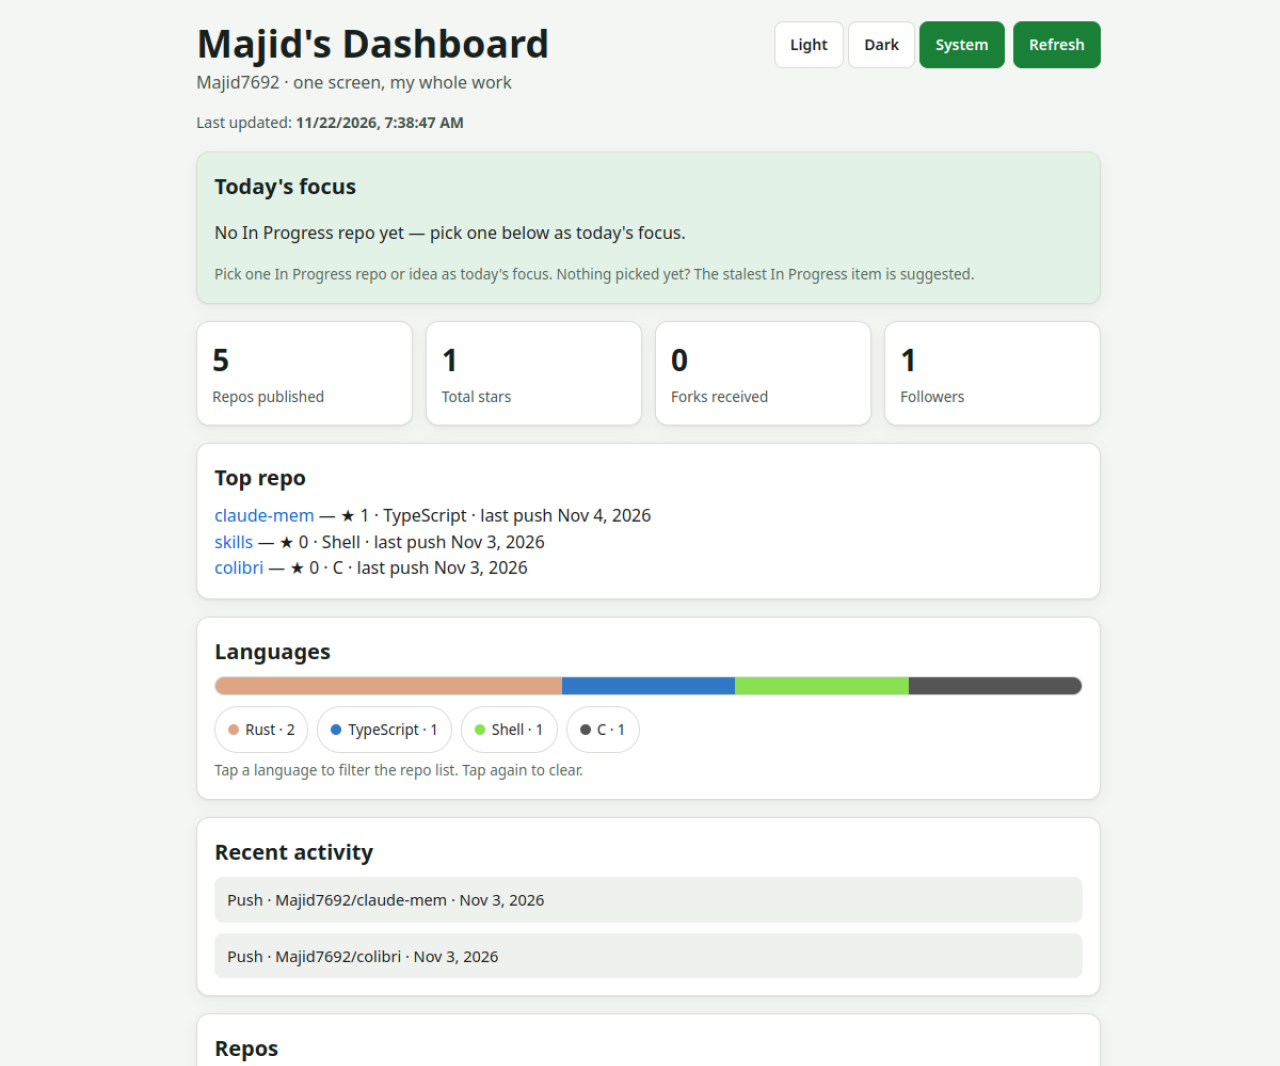 Majid's Dashboard
Light
Dark
System
Refresh
Majid7692 · one screen, my whole work
Last updated: 11/22/2026, 7:38:47 AM
Today's focus
No In Progress repo yet — pick one below as today's focus.
Pick one In Progress repo or idea as today's focus. Nothing picked yet? The stalest In Progress item is suggested.
5
Repos published
1
Total stars
0
Forks received
1
Followers
Top repo
claude-mem — ★ 1 · TypeScript · last push Nov 4, 2026
skills — ★ 0 · Shell · last push Nov 3, 2026
colibri — ★ 0 · C · last push Nov 3, 2026
Languages
Rust · 2
TypeScript · 1
Shell · 1
C · 1
Tap a language to filter the repo list. Tap again to clear.
Recent activity
Push · Majid7692/claude-mem · Nov 3, 2026
Push · Majid7692/colibri · Nov 3, 2026
Repos